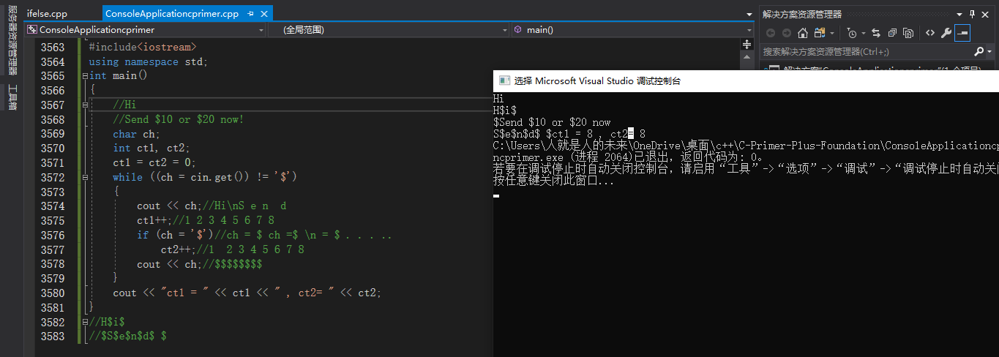 服务器资源管理器
工具箱
ifelse.cpp
ConsoleApplicationcprimer.cpp
ConsoleApplicationcprimer
(全局范围)
main()
3563 #include<iostream>
3564 using namespace std;
3565 int main()
3566 {
3567 //Hi
3568 //Send $10 or $20 now!
3569 char ch;
3570 int ct1, ct2;
3571 ct1 = ct2 = 0;
3572 while ((ch = cin.get()) != '$')
3573 {
3574 cout << ch;//Hi\nS e n  d
3575 ct1++;//1 2 3 4 5 6 7 8
3576 if (ch = '$')//ch = $ ch =$ \n = $ . . . ..
3577 ct2++;//1  2 3 4 5 6 7 8
3578 cout << ch;//$$$$$$$$
3579 }
3580 cout << "ct1 = " << ct1 << " , ct2= " << ct2;
3581 }
3582 //H$i$
3583 //$S$e$n$d$ $
解决方案资源管理器
搜索解决方案资源管理器(Ctrl+;)
选择 Microsoft Visual Studio 调试控制台
Hi
H$i$
$Send $10 or $20 now
S$e$n$d$ $ct1 = 8 , ct2= 8
C:\Users\人就是人的未来\OneDrive\桌面\c++\C-Primer-Plus-Foundation\ConsoleApplicationcp
ncprimer.exe (进程 2064)已退出，返回代码为: 0。
若要在调试停止时自动关闭控制台，请启用“工具”->“选项”->“调试”->“调试停止时自动关闭
按任意键关闭此窗口...